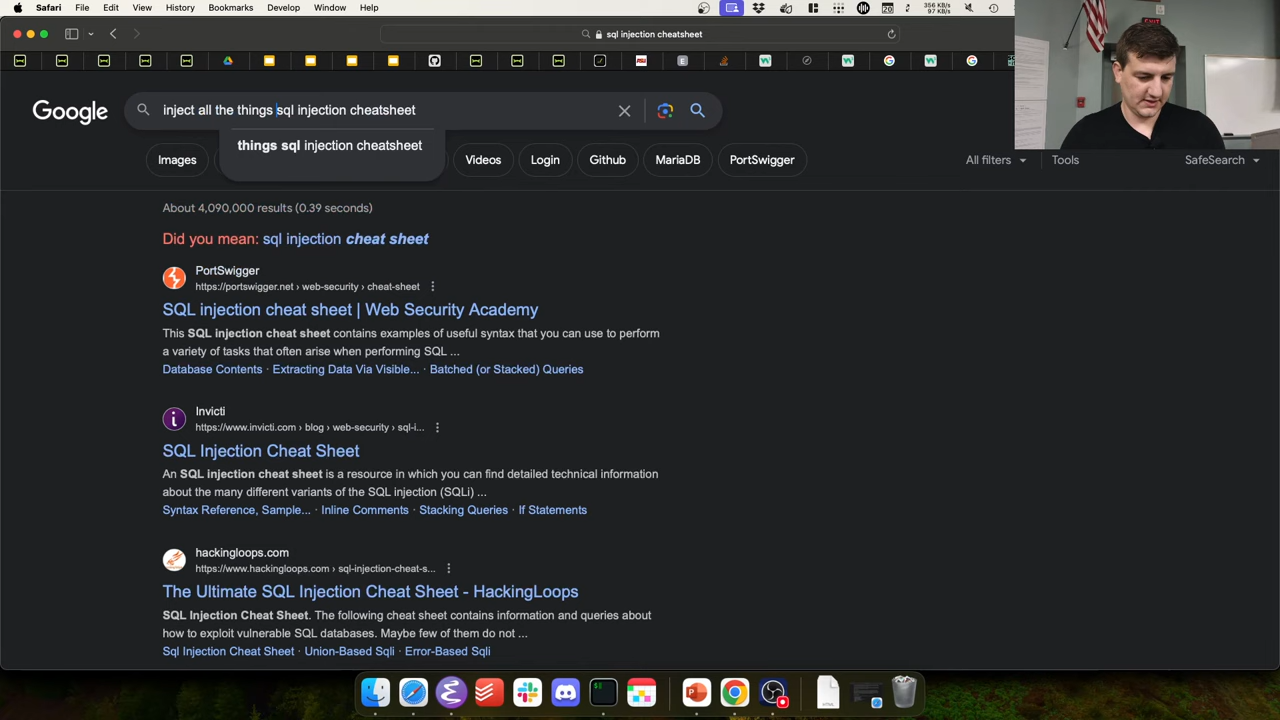 Safari File Edit View History Bookmarks Develop Window Help
20
356 KB/s
97 KB/s
sql injection cheatsheet
EXIT
Google
inject all the things sql injection cheatsheet
things sql injection cheatsheet
Images
Videos
Login
Github
MariaDB
PortSwigger
All filters
Tools
SafeSearch
About 4,090,000 results (0.39 seconds)
Did you mean: sql injection cheat sheet
PortSwigger
https://portswigger.net › web-security › cheat-sheet
SQL injection cheat sheet | Web Security Academy
This SQL injection cheat sheet contains examples of useful syntax that you can use to perform
a variety of tasks that often arise when performing SQL ...
Database Contents · Extracting Data Via Visible... · Batched (or Stacked) Queries
Invicti
https://www.invicti.com › blog › web-security › sql-i...
SQL Injection Cheat Sheet
An SQL injection cheat sheet is a resource in which you can find detailed technical information
about the many different variants of the SQL injection (SQLi) ...
Syntax Reference, Sample... · Inline Comments · Stacking Queries · If Statements
hackingloops.com
https://www.hackingloops.com › sql-injection-cheat-s...
The Ultimate SQL Injection Cheat Sheet - HackingLoops
SQL Injection Cheat Sheet. The following cheat sheet contains information and queries about
how to exploit vulnerable SQL databases. Maybe few of them do not ...
Sql Injection Cheat Sheet · Union-Based Sqli · Error-Based Sqli